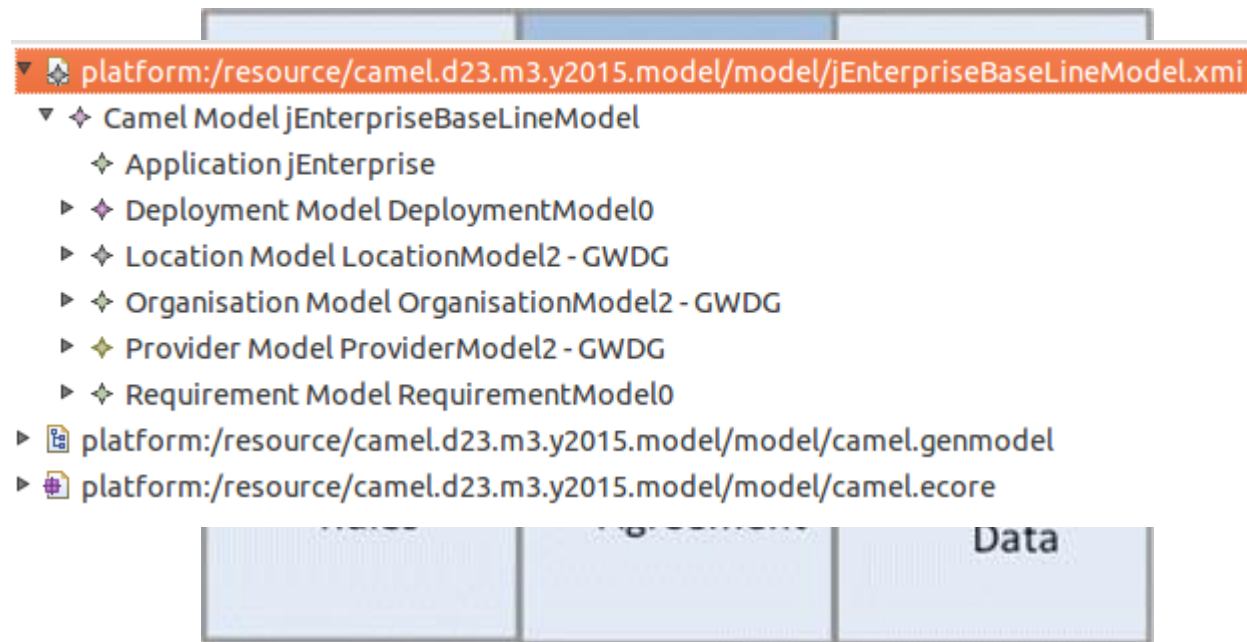 platform:/resource/camel.d23.m3.y2015.model/model/jEnterpriseBaseLineModel.xmi
Camel Model jEnterpriseBaseLineModel
Application jEnterprise
Deployment Model DeploymentModel0
Location Model LocationModel2 - GWDG
Organisation Model OrganisationModel2 - GWDG
Provider Model ProviderModel2 - GWDG
Requirement Model RequirementModel0
platform:/resource/camel.d23.m3.y2015.model/model/camel.genmodel
platform:/resource/camel.d23.m3.y2015.model/model/camel.ecore
Agreement
Data